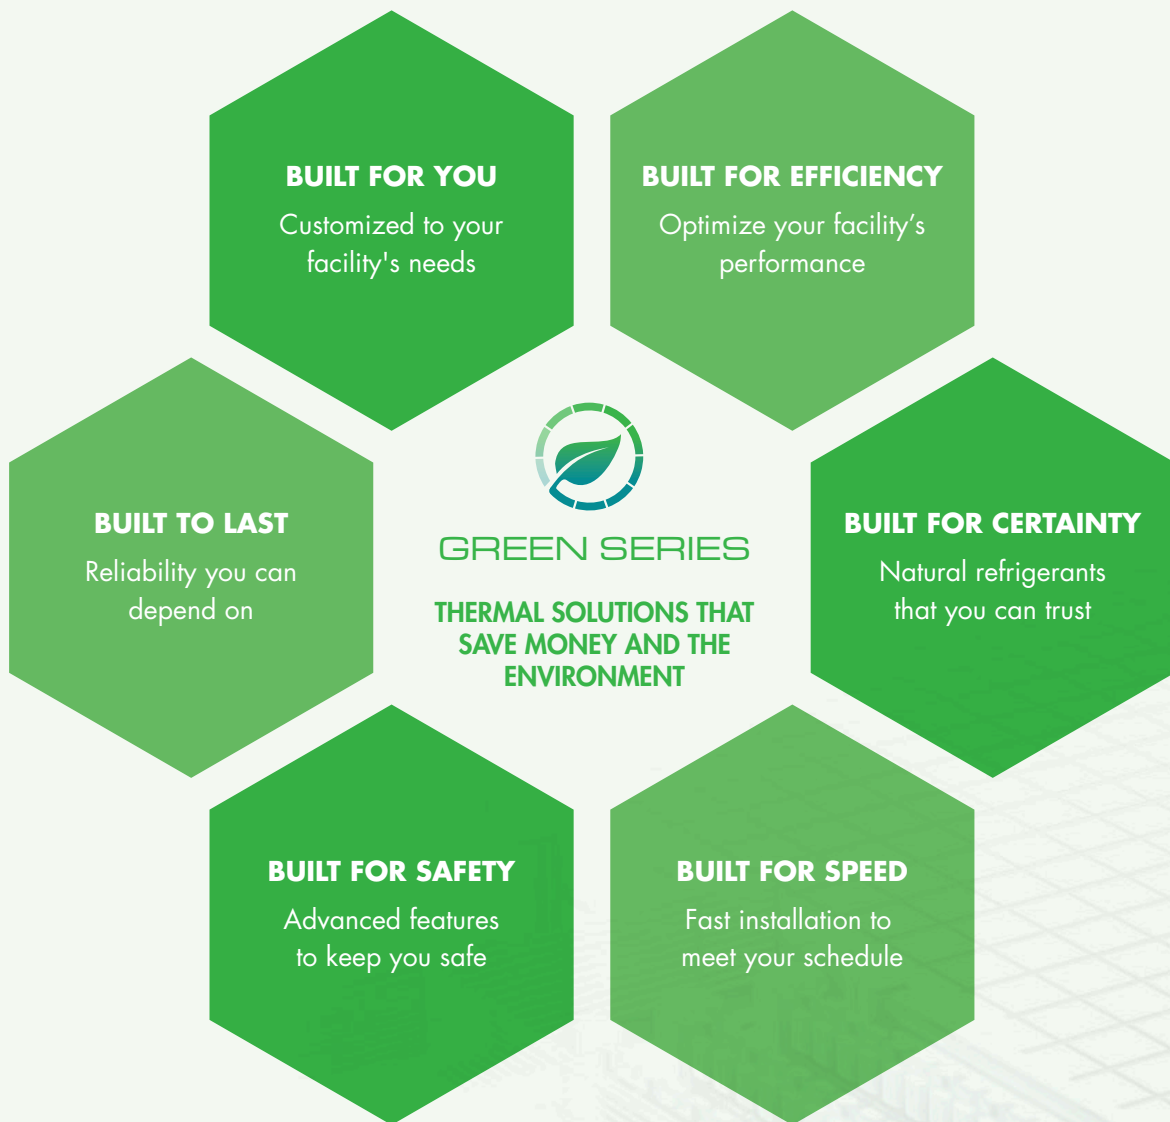 BUILT FOR YOU
Customized to your
facility's needs
BUILT FOR EFFICIENCY
Optimize your facility’s
performance
BUILT TO LAST
Reliability you can
depend on
GREEN SERIES
THERMAL SOLUTIONS THAT
SAVE MONEY AND THE
ENVIRONMENT
BUILT FOR CERTAINTY
Natural refrigerants
that you can trust
BUILT FOR SAFETY
Advanced features
to keep you safe
BUILT FOR SPEED
Fast installation to
meet your schedule